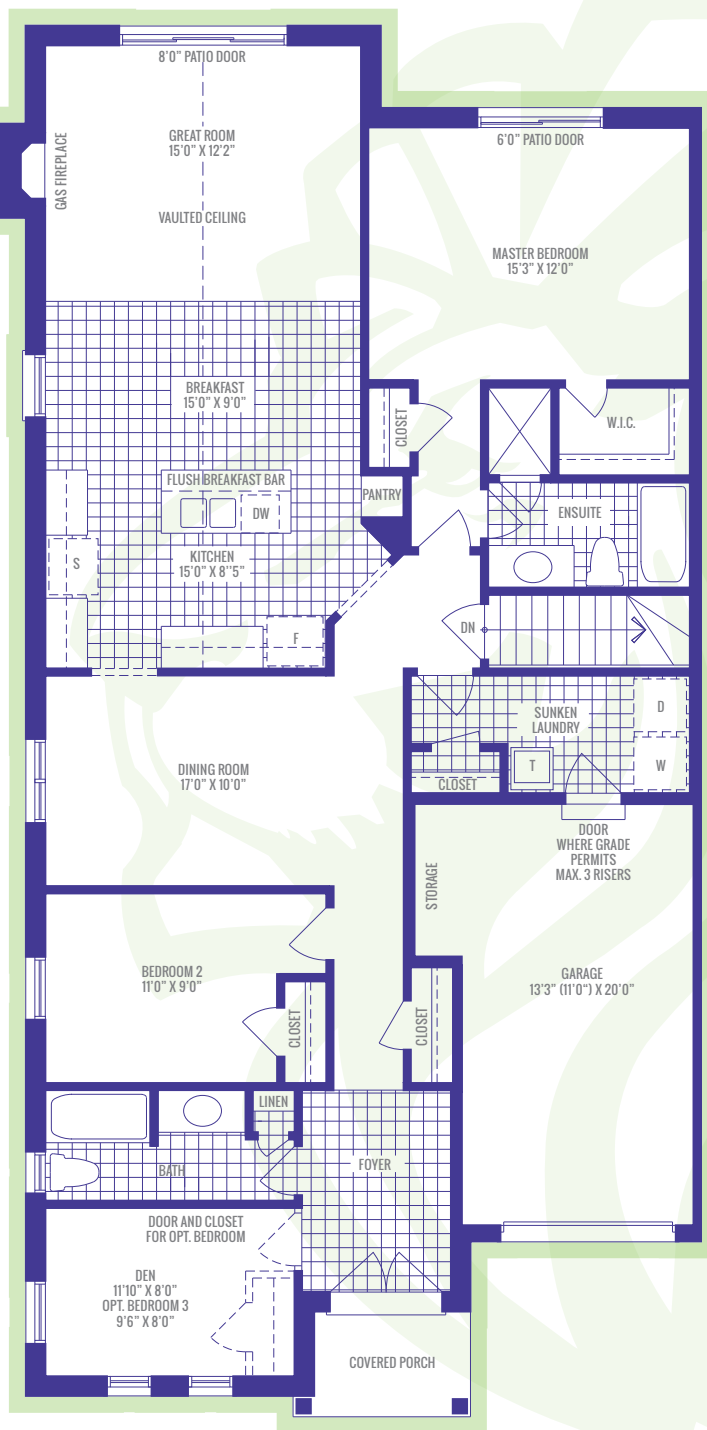 8'0" PATIO DOOR
GAS FIREPLACE
GREAT ROOM
15'0" X 12'2"
VAULTED CEILING
6'0" PATIO DOOR
MASTER BEDROOM
15'3" X 12'0"
BREAKFAST
15'0" X 9'0"
CLOSET
W.I.C.
FLUSH BREAKFAST BAR
DW
PANTRY
ENSUITE
S
KITCHEN
15'0" X 8''5"
F
DN
SUNKEN
LAUNDRY
D
W
T
CLOSET
DINING ROOM
17'0" X 10'0"
DOOR
WHERE GRADE
PERMITS
MAX. 3 RISERS
STORAGE
BEDROOM 2
11'0" X 9'0"
CLOSET
CLOSET
GARAGE
13'3" (11'0") X 20'0"
LINEN
BATH
FOYER
DOOR AND CLOSET
FOR OPT. BEDROOM
DEN
11'10" X 8'0"
OPT. BEDROOM 3
9'6" X 8'0"
COVERED PORCH